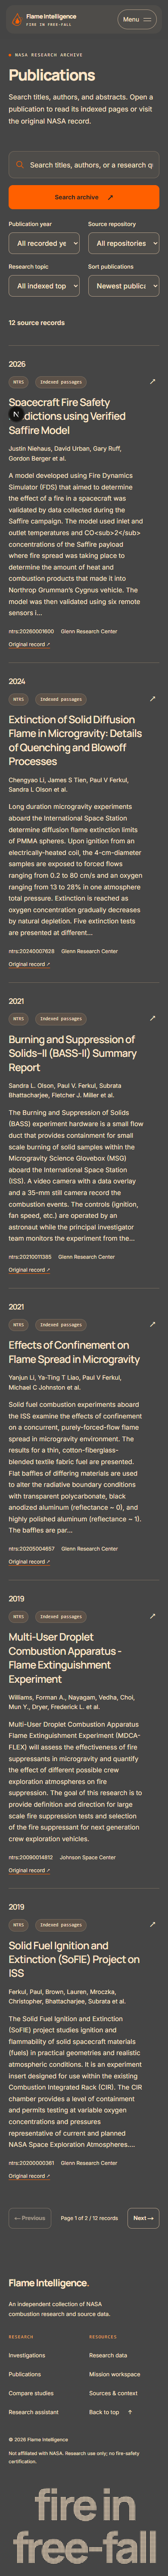 Flame Intelligence
FIRE IN FREE-FALL
Menu
NASA RESEARCH ARCHIVE
Publications
Search titles, authors, and abstracts. Open a
publication to read its indexed pages or visit
the original NASA record.
Search titles, authors, or a research q
Search archive ↗
Publication year
Source repository
All recorded ye
All repositories
Research topic
Sort publications
All indexed top
Newest publica
12 source records
2026
NTRS
Indexed passages
↗
Spacecraft Fire Safety
dictions using Verified
Saffire Model
Justin Niehaus, David Urban, Gary Ruff,
Gordon Berger et al.
A model developed using Fire Dynamics
Simulator (FDS) that aimed to determine
the effect of a fire in a spacecraft was
validated by data collected during the
Saffire campaign. The model used inlet and
outlet temperatures and CO<sub>2</sub>
concentrations of the Saffire payload
where fire spread was taking place to
determine the amount of heat and
combustion products that made it into
Northrop Grumman's Cygnus vehicle. The
model was then validated using six remote
sensors i...
ntrs:20260001600
Glenn Research Center
Original record ↗
2024
NTRS
Indexed passages
↗
Extinction of Solid Diffusion
Flame in Microgravity: Details
of Quenching and Blowoff
Processes
Chengyao Li, James S Tien, Paul V Ferkul,
Sandra L Olson et al.
Long duration microgravity experiments
aboard the International Space Station
determine diffusion flame extinction limits
of PMMA spheres. Upon ignition from an
electrically-heated coil, the 4-cm-diameter
samples are exposed to forced flows
ranging from 0.2 to 80 cm/s and an oxygen
ranging from 13 to 28% in one atmosphere
total pressure. Extinction is reached as
oxygen concentration gradually decreases
by natural depletion. Five extinction tests
are presented at different...
ntrs:20240007628
Glenn Research Center
Original record ↗
2021
NTRS
Indexed passages
↗
Burning and Suppression of
Solids–II (BASS-II) Summary
Report
Sandra L. Olson, Paul V. Ferkul, Subrata
Bhattacharjee, Fletcher J. Miller et al.
The Burning and Suppression of Solids
(BASS) experiment hardware is a small flow
duct that provides containment for small
scale burning of solid samples within the
Microgravity Science Glovebox (MSG)
aboard the International Space Station
(ISS). A video camera with a data overlay
and a 35-mm still camera record the
combustion events. The controls (ignition,
fan speed, etc.) are operated by an
astronaut while the principal investigator
team monitors the experiment from the...
ntrs:20210011385
Glenn Research Center
Original record ↗
2021
NTRS
Indexed passages
↗
Effects of Confinement on
Flame Spread in Microgravity
Yanjun Li, Ya-Ting T Liao, Paul V Ferkul,
Michael C Johnston et al.
Solid fuel combustion experiments aboard
the ISS examine the effects of confinement
on a concurrent, purely-forced-flow flame
spread in microgravity environment. The
results for a thin, cotton-fiberglass-
blended textile fabric fuel are presented.
Flat baffles of differing materials are used
to alter the radiative boundary conditions
with transparent polycarbonate, black
anodized aluminum (reflectance ~ 0), and
highly polished aluminum (reflectance ~ 1).
The baffles are par...
ntrs:20205004857
Glenn Research Center
Original record ↗
2019
NTRS
Indexed passages
↗
Multi-User Droplet
Combustion Apparatus -
Flame Extinguishment
Experiment
Williams, Forman A., Nayagam, Vedha, Choi,
Mun Y., Dryer, Frederick L. et al.
Multi-User Droplet Combustion Apparatus
Flame Extinguishment Experiment (MDCA-
FLEX) will assess the effectiveness of fire
suppressants in microgravity and quantify
the effect of different possible crew
exploration atmospheres on fire
suppression. The goal of this research is to
provide definition and direction for large
scale fire suppression tests and selection
of the fire suppressant for next generation
crew exploration vehicles.
ntrs:20090014812
Johnson Space Center
Original record ↗
2019
NTRS
Indexed passages
↗
Solid Fuel Ignition and
Extinction (SoFIE) Project on
ISS
Ferkul, Paul, Brown, Lauren, Mroczka,
Christopher, Bhattacharjee, Subrata et al.
The Solid Fuel Ignition and Extinction
(SoFIE) project studies ignition and
flammability of solid spacecraft materials
(fuels) in practical geometries and realistic
atmospheric conditions. It is an experiment
insert designed for use within the existing
Combustion Integrated Rack (CIR). The CIR
chamber provides a level of containment
and permits testing at variable oxygen
concentrations and pressures
representative of current and planned
NASA Space Exploration Atmospheres....
ntrs:20200000361
Glenn Research Center
Original record ↗
← Previous
Page 1 of 2 / 12 records
Next →
Flame Intelligence.
An independent collection of NASA
combustion research and source data.
RESEARCH
RESOURCES
Investigations
Research data
Publications
Mission workspace
Compare studies
Sources & context
Research assistant
Back to top ↑
© 2026 Flame Intelligence
Not affiliated with NASA. Research use only; no fire-safety
certification.
fire in
free-fall